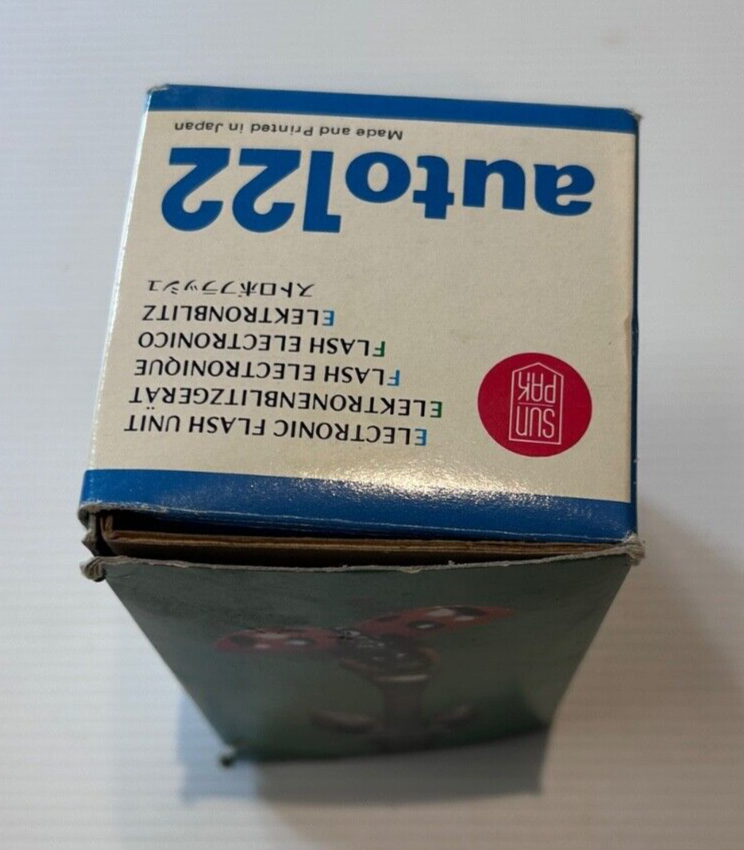 SUN
PAK
ELECTRONIC FLASH UNIT
ELEKTRONENBLITZGERÄT
FLASH ELECTRONIQUE
FLASH ELECTRONICO
ELEKTRONBLITZ
ストロボフラッシュ
auto122
Made and Printed in Japan